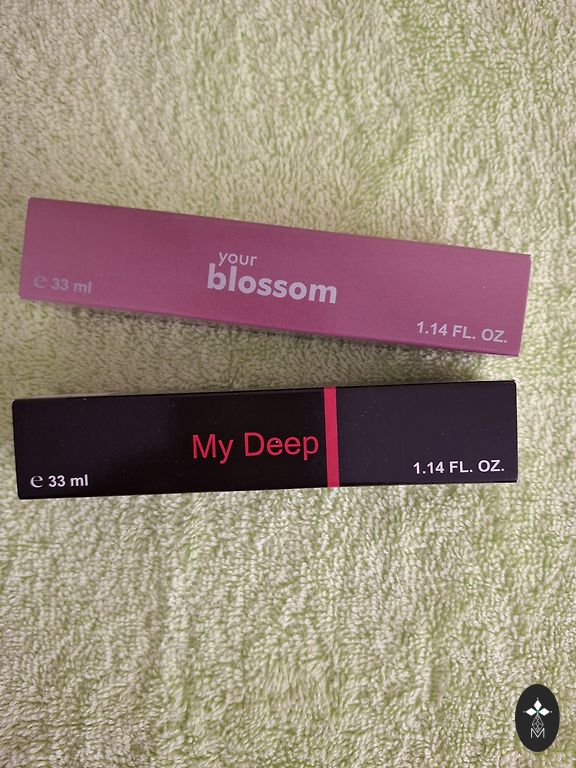 your
blossom
℮ 33 ml
1.14 FL. OZ.
My Deep
℮ 33 ml
1.14 FL. OZ.
M